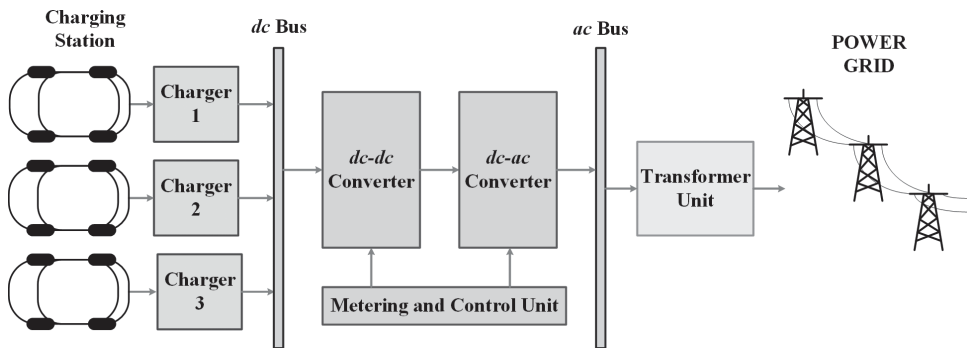 Charging
Station
dc Bus
ac Bus
POWER
GRID
Charger
1
Charger
2
Charger
3
dc-dc
Converter
dc-ac
Converter
Transformer
Unit
Metering and Control Unit